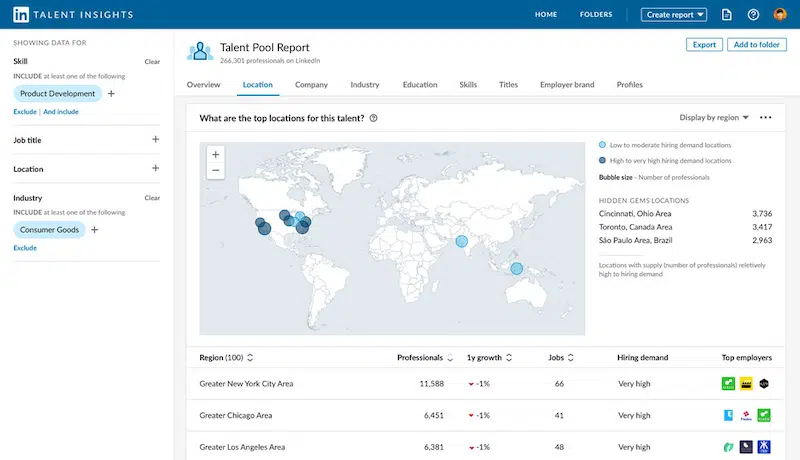 in TALENT INSIGHTS
HOME
FOLDERS
Create report
SHOWING DATA FOR
Skill
Clear
INCLUDE at least one of the following
Product Development
Exclude | And include
Job title
Location
Industry
Clear
INCLUDE at least one of the following
Consumer Goods
Exclude
Talent Pool Report
266,301 professionals on LinkedIn
Export
Add to folder
Overview
Location
Company
Industry
Education
Skills
Titles
Employer brand
Profiles
What are the top locations for this talent?
Display by region
Low to moderate hiring demand locations
High to very high hiring demand locations
Bubble size - Number of professionals
HIDDEN GEMS LOCATIONS
Cincinnti, Ohio Area 3,736
Toronto, Canada Area 3,417
São Paulo Area, Brazil 2,963
Locations with supply (number of professionals) reletively
high to hiring demand
Region (100) Professionals 1y growth Jobs Hiring demand Top employers
Greater New York City Area 11,588 -1% 66 Very high
Greater Chicago Area 6,451 -1% 41 Very high
Greater Los Angeles Area 6,381 -1% 48 Very high